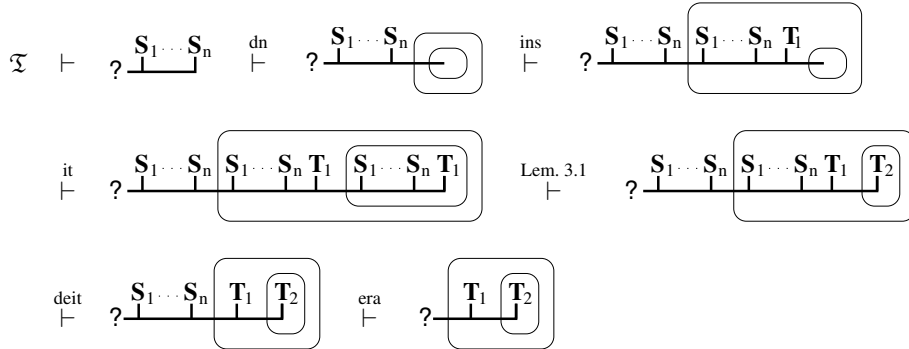 𝔗 ⊢ ? S1 ··· Sn dn ⊢ ? S1 ··· Sn ins ⊢ ? S1 ··· Sn S1 ··· Sn T1
it ⊢ ? S1 ··· Sn S1 ··· Sn T1 S1 ··· Sn T1 Lem. 3.1 ⊢ ? S1 ··· Sn S1 ··· Sn T1 T2
deit ⊢ ? S1 ··· Sn T1 T2 era ⊢ ? T1 T2